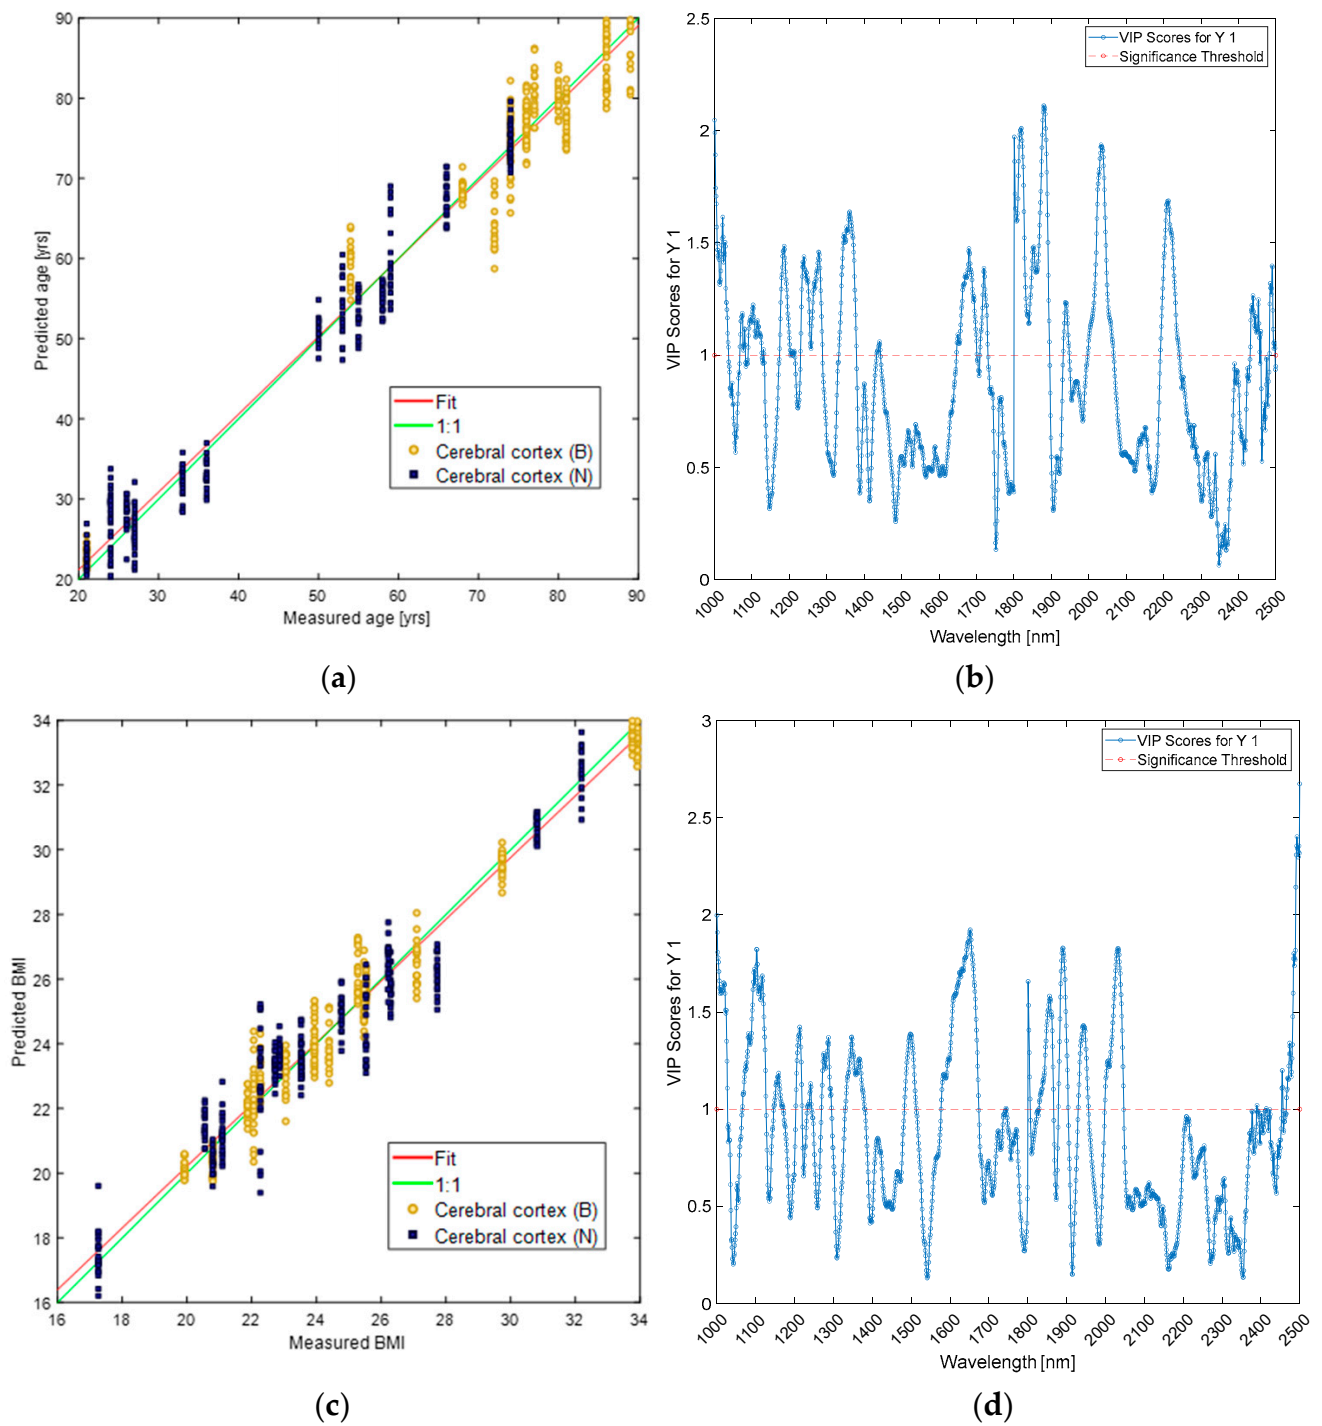 90
80
70
60
50
40
30
20
Predicted age [yrs]
Fit
1:1
Cerebral cortex (B)
Cerebral cortex (N)
20 30 40 50 60 70 80 90
Measured age [yrs]
(a)
2.5
2
1.5
1
0.5
0
VIP Scores for Y 1
VIP Scores for Y 1
Significance Threshold
1000 1100 1200 1300 1400 1500 1600 1700 1800 1900 2000 2100 2200 2300 2400 2500
Wavelength [nm]
(b)
34
32
30
28
26
24
22
20
18
16
Predicted BMI
Fit
1:1
Cerebral cortex (B)
Cerebral cortex (N)
16 18 20 22 24 26 28 30 32 34
Measured BMI
(c)
3
2.5
2
1.5
1
0.5
0
VIP Scores for Y 1
VIP Scores for Y 1
Significance Threshold
1000 1100 1200 1300 1400 1500 1600 1700 1800 1900 2000 2100 2200 2300 2400 2500
Wavelength [nm]
(d)